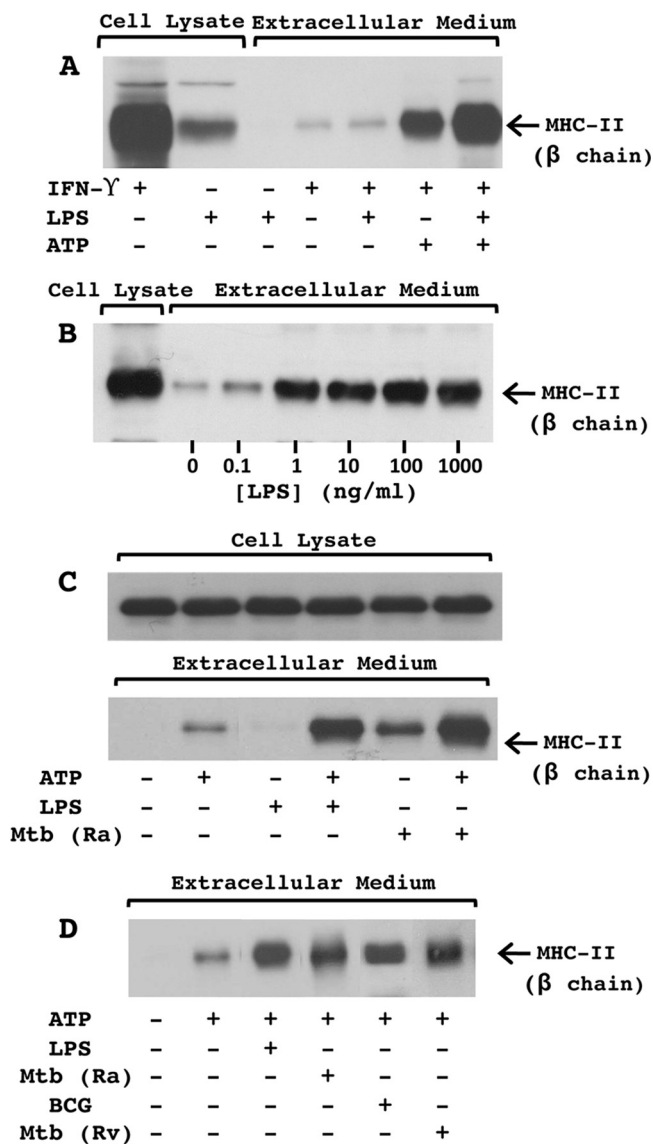 Cell Lysate Extracellular Medium
A
MHC-II
(β chain)
IFN-ϒ + - - + + + +
LPS - + + - + - +
ATP - - - - - + +
Cell Lysate Extracellular Medium
B
MHC-II
(β chain)
0 0.1 1 10 100 1000
[LPS] (ng/ml)
Cell Lysate
C
Extracellular Medium
MHC-II
(β chain)
ATP - + - + - +
LPS - - + + - -
Mtb (Ra) - - - - + +
Extracellular Medium
D
MHC-II
(β chain)
ATP - + + + + +
LPS - - + - - -
Mtb (Ra) - - - + - -
BCG - - - - + -
Mtb (Rv) - - - - - +